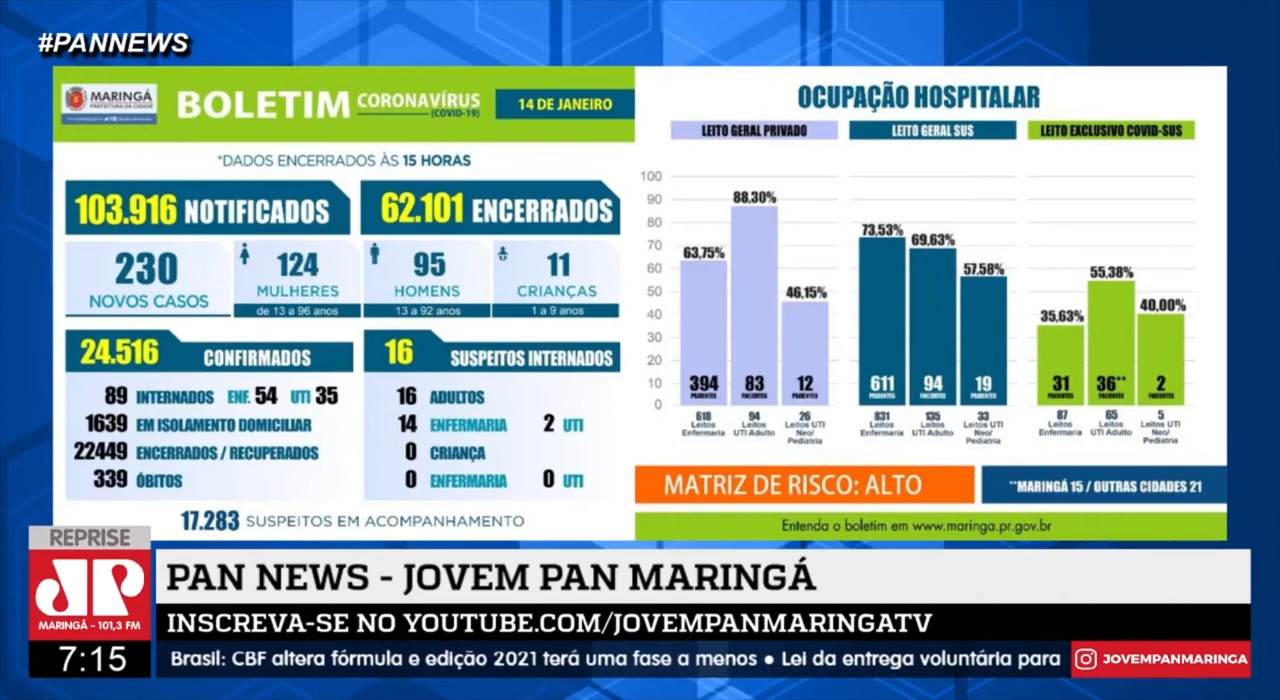 #PANNEWS
MARINGÁ
PREFEITURA DA CIDADE
BOLETIM CORONAVÍRUS
(COVID-19)
14 DE JANEIRO
*DADOS ENCERRADOS ÀS 15 HORAS
103.916 NOTIFICADOS
62.101 ENCERRADOS
230
NOVOS CASOS
124
MULHERES
de 13 a 96 anos
95
HOMENS
13 a 92 anos
11
CRIANÇAS
1 a 9 anos
24.516 CONFIRMADOS
89 INTERNADOS ENF. 54 UTI 35
1639 EM ISOLAMENTO DOMICILIAR
22449 ENCERRADOS / RECUPERADOS
339 ÓBITOS
16 SUSPEITOS INTERNADOS
16 ADULTOS
14 ENFERMARIA 2 UTI
0 CRIANÇA
0 ENFERMARIA 0 UTI
17.283 SUSPEITOS EM ACOMPANHAMENTO
OCUPAÇÃO HOSPITALAR
LEITO GERAL PRIVADO
LEITO GERAL SUS
LEITO EXCLUSIVO COVID-SUS
100
90
80
70
60
50
40
30
20
10
0
63,75%
88,30%
46,15%
73,53%
69,63%
57,58%
35,63%
55,38%
40,00%
394
PACIENTES
83
PACIENTES
12
PACIENTES
611
PACIENTES
94
PACIENTES
19
PACIENTES
31
PACIENTES
36**
PACIENTES
2
PACIENTES
618
Leitos
Enfermaria
94
Leitos
UTI Adulto
26
Leitos UTI
Neo/
Pediatria
831
Leitos
Enfermaria
135
Leitos
UTI Adulto
33
Leitos UTI
Neo/
Pediatria
87
Leitos
Enfermaria
65
Leitos
UTI Adulto
5
Leitos UTI
Neo/
Pediatria
MATRIZ DE RISCO: ALTO
**MARINGÁ 15 / OUTRAS CIDADES 21
Entenda o boletim em www.maringa.pr.gov.br
REPRISE
JP
MARINGÁ - 101,3 FM
7:15
PAN NEWS - JOVEM PAN MARINGÁ
INSCREVA-SE NO YOUTUBE.COM/JOVEMPANMARINGATV
Brasil: CBF altera fórmula e edição 2021 terá uma fase a menos ● Lei da entrega voluntária para
JOVEMPANMARINGA